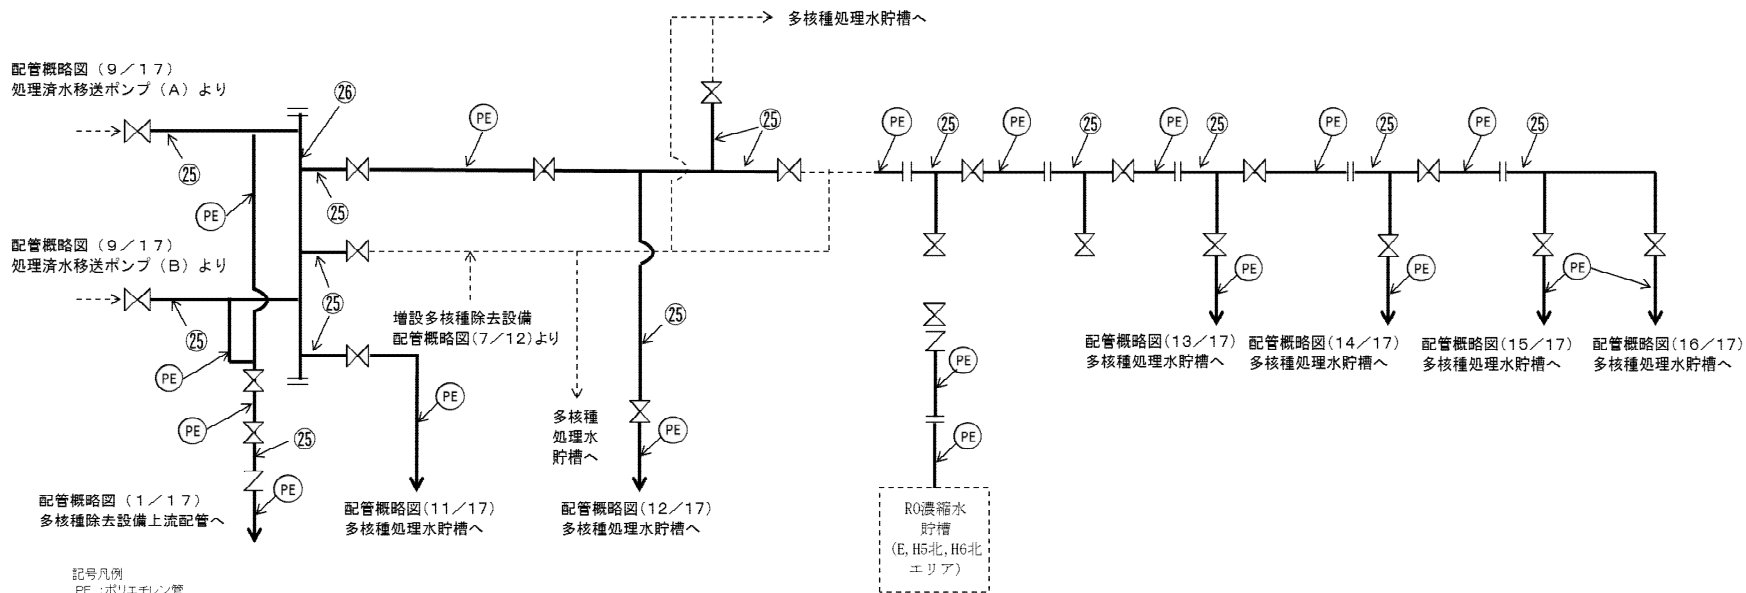 多核種処理水貯槽へ
配管概略図（９／１７）
処理済水移送ポンプ（Ａ）より
㉖
PE
㉕
PE
㉕
PE
㉕
PE
㉕
PE
㉕
PE
㉕
㉕
㉕
PE
配管概略図（９／１７）
処理済水移送ポンプ（Ｂ）より
㉕
㉕
㉕
㉕
PE
PE
PE
増設多核種除去設備
配管概略図(７/１２)より
配管概略図(１３/１７)
多核種処理水貯槽へ
配管概略図(１４/１７)
多核種処理水貯槽へ
配管概略図(１５/１７)
多核種処理水貯槽へ
配管概略図(１６/１７)
多核種処理水貯槽へ
PE
PE
PE
PE
㉕
多核種
処理水
貯槽へ
PE
PE
PE
配管概略図（１／１７）
多核種除去設備上流配管へ
配管概略図(１１/１７)
多核種処理水貯槽へ
配管概略図(１２/１７)
多核種処理水貯槽へ
RO濃縮水
貯槽
(E, H5北, H6北
エリア)
記号凡例
PE ：ポリエチレン管